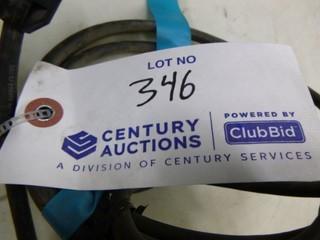 LOT NO
346
CENTURY
AUCTIONS
POWERED BY
ClubBid
A DIVISION OF CENTURY SERVICES